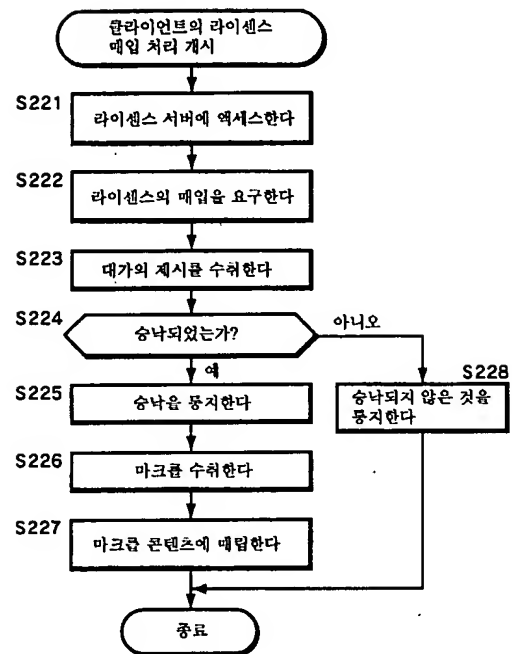 클라이언트의 라이센스
매입 처리 개시
S221
라이센스 서버에 액세스한다
S222
라이센스의 매입을 요구한다
S223
대가의 제시를 수취한다
S224
승낙되었는가?
아니오
예
S225
승낙을 통지한다
S228
승낙되지 않은 것을
통지한다
S226
마크를 수취한다
S227
마크를 콘텐츠에 매립한다
종료